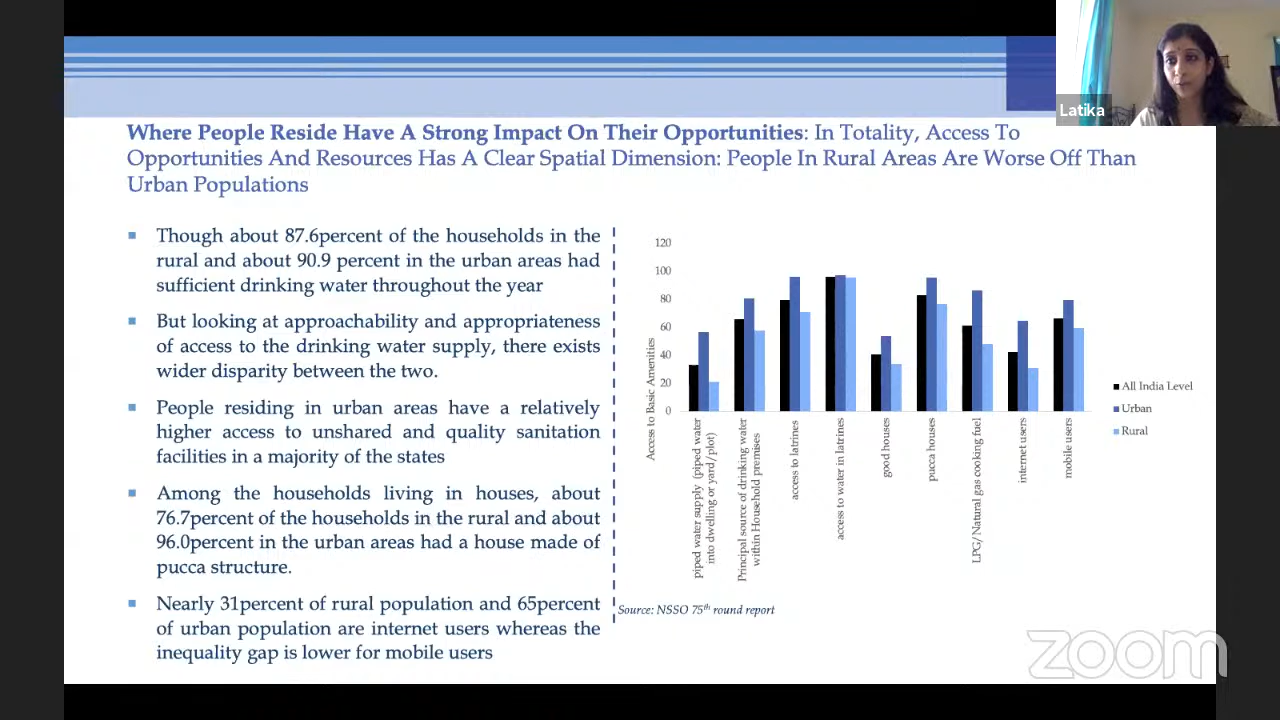 Latika
Where People Reside Have A Strong Impact On Their Opportunities: In Totality, Access To
Opportunities And Resources Has A Clear Spatial Dimension: People In Rural Areas Are Worse Off Than
Urban Populations
▪ Though about 87.6percent of the households in the
rural and about 90.9 percent in the urban areas had
sufficient drinking water throughout the year
▪ But looking at approachability and appropriateness
of access to the drinking water supply, there exists
wider disparity between the two.
▪ People residing in urban areas have a relatively
higher access to unshared and quality sanitation
facilities in a majority of the states
▪ Among the households living in houses, about
76.7percent of the households in the rural and about
96.0percent in the urban areas had a house made of
pucca structure.
▪ Nearly 31percent of rural population and 65percent
of urban population are internet users whereas the
inequality gap is lower for mobile users
Access to Basic Amenities
120
100
80
60
40
20
0
piped water supply (piped water
into dwelling or yard/plot)
Principal source of drinking water
within Household premises
access to latrines
access to water in latrines
good houses
pucca houses
LPG/Natural gas cooking fuel
internet users
mobile users
All India Level
Urban
Rural
Source: NSSO 75th round report
zoom